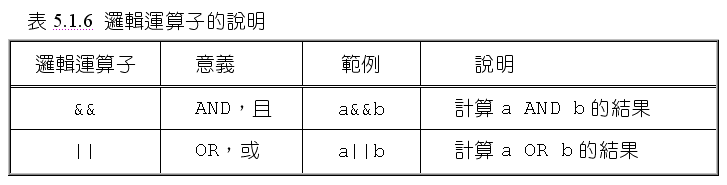 表 5.1.6 邏輯運算子的說明
邏輯運算子 意義 範例 說明
&& AND，且 a&&b 計算 a AND b 的結果
|| OR，或 a||b 計算 a OR b 的結果